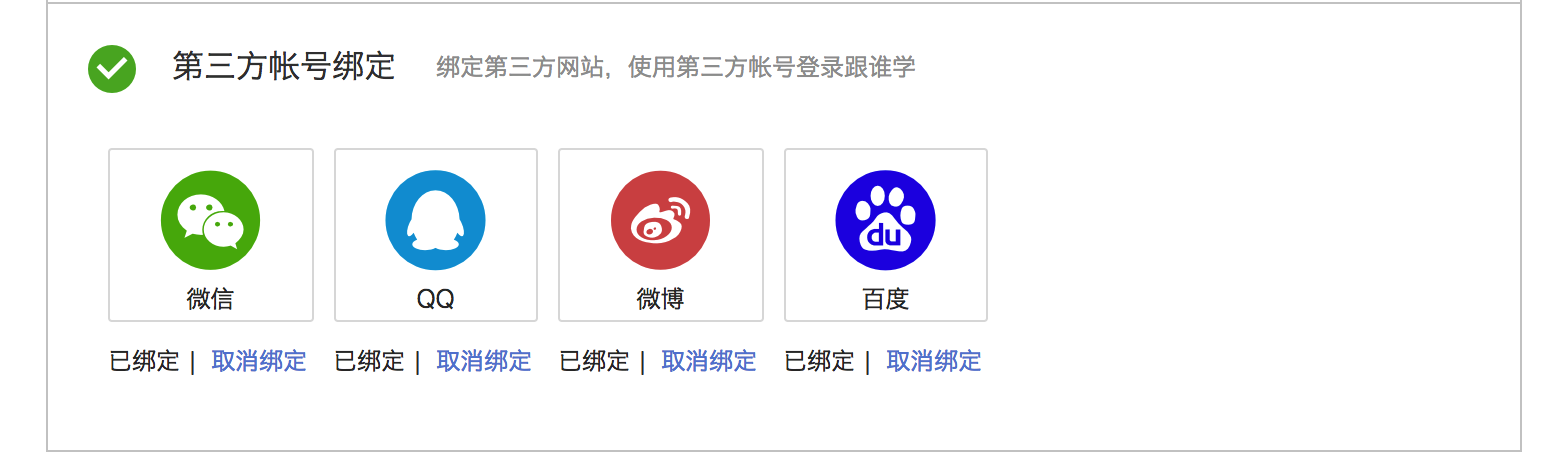 第三方帐号绑定 绑定第三方网站，使用第三方帐号登录跟谁学
du
微信 QQ 微博 百度
已绑定 | 取消绑定 已绑定 | 取消绑定 已绑定 | 取消绑定 已绑定 | 取消绑定